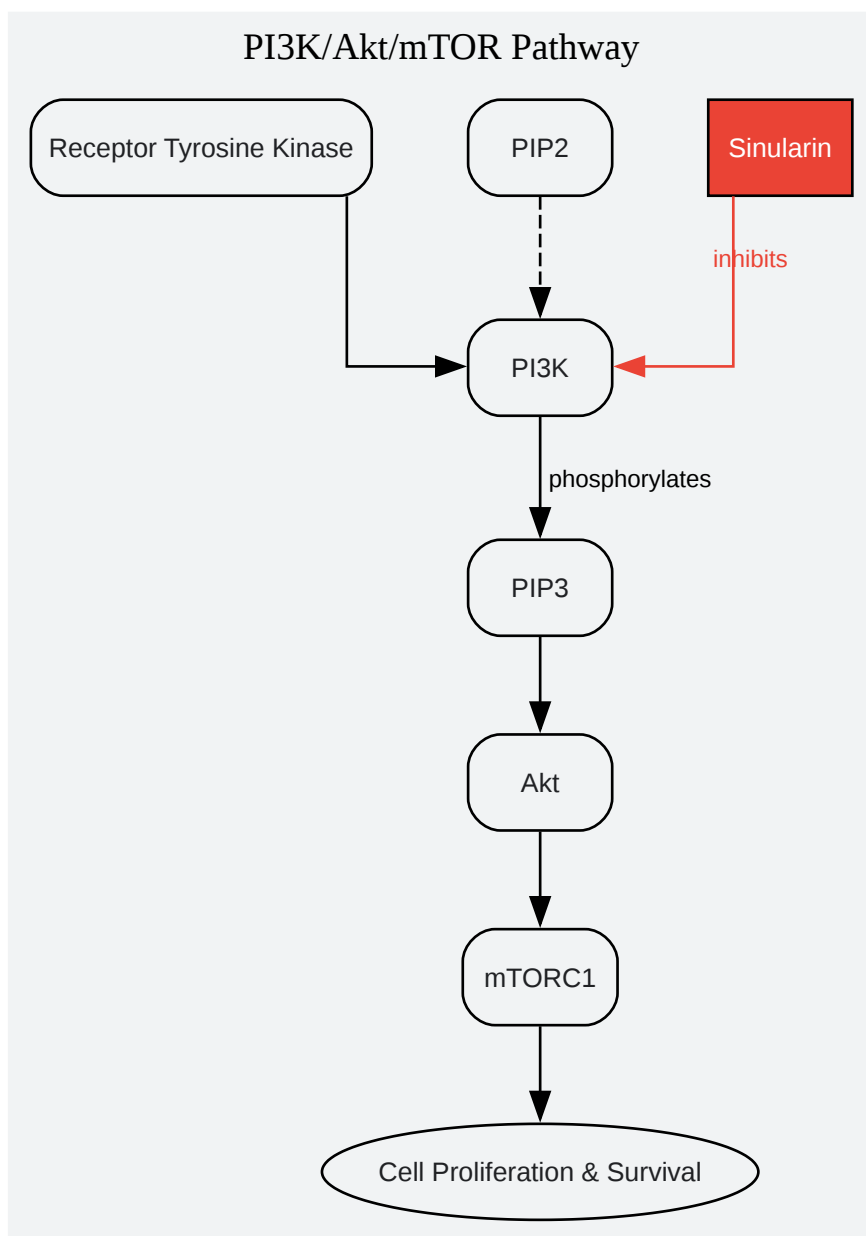 PI3K/Akt/mTOR Pathway
Receptor Tyrosine Kinase
PIP2
Sinularin
inhibits
PI3K
phosphorylates
PIP3
Akt
mTORC1
Cell Proliferation & Survival